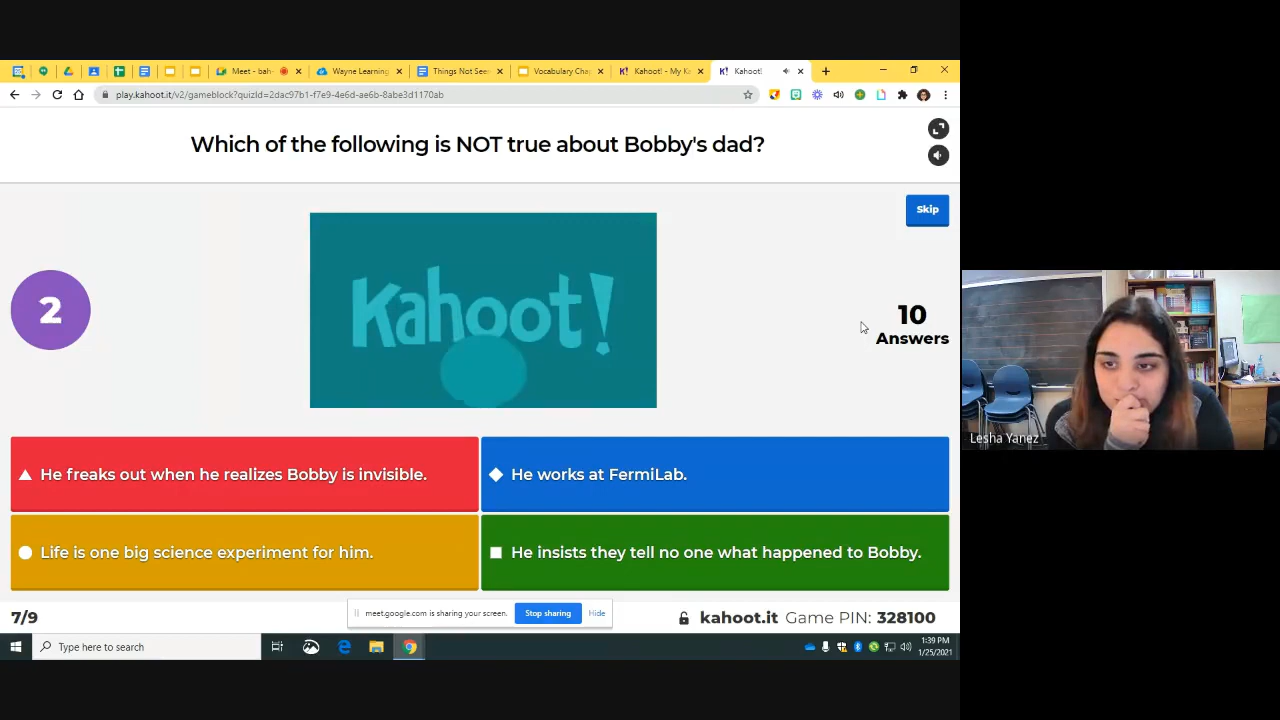 Meet - bah-
Wayne Learning
Things Not See
Vocabulary Cha
Kahoot! - My K
Kahoot!
play.kahoot.it/v2/gameblock?quizId=2dac97b1-f7e9-4e6d-ae6b-8abe3d1170ab
Which of the following is NOT true about Bobby's dad?
Skip
2
Kahoot!
10
Answers
Lesha Yanez
He freaks out when he realizes Bobby is invisible.
He works at FermiLab.
Life is one big science experiment for him.
He insists they tell no one what happened to Bobby.
7/9
meet.google.com is sharing your screen.
Stop sharing
Hide
kahoot.it Game PIN: 328100
Type here to search
1:39 PM
1/25/2021